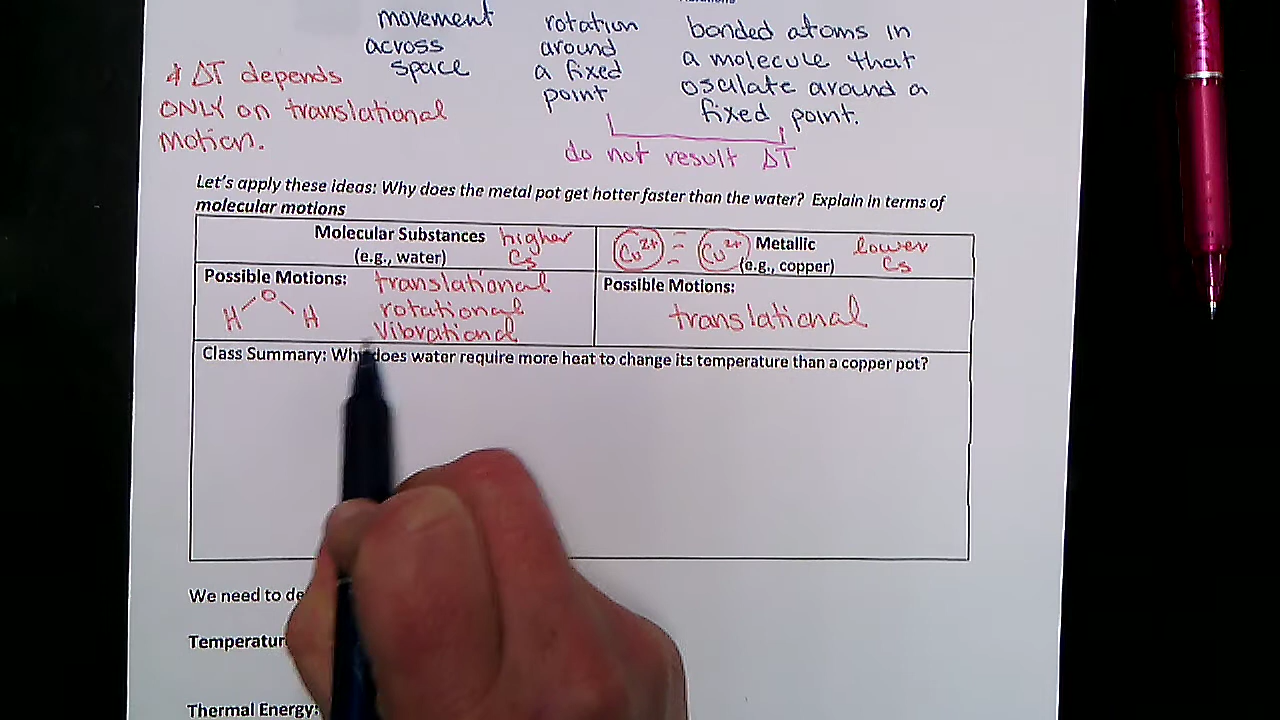 movement
across
space
rotation
around
a fixed
point
bonded atoms in
a molecule that
osculate around a
fixed point.
* ΔT depends
ONLY on translational
Motion.
do not result ΔT
Let's apply these ideas: Why does the metal pot get hotter faster than the water? Explain in terms of
molecular motions
Molecular Substances higher
(e.g., water) Cs
Cu2+ = Cu2+ Metallic lower
(e.g., copper) Cs
Possible Motions: translational
rotational
Vibrational
H O H
Possible Motions:
translational
Class Summary: Why does water require more heat to change its temperature than a copper pot?
We need to
Thermal Energy: